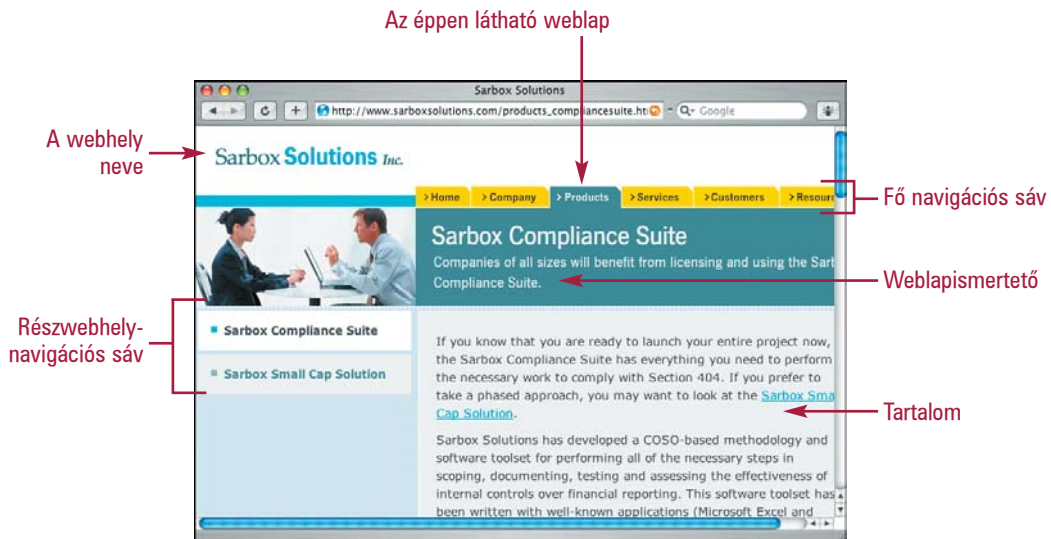 Az éppen látható weblap
Sarbox Solutions
http://www.sarboxsolutions.com/products_compliancesuite.ht
Google
A webhely
neve
Sarbox Solutions Inc.
Home
Company
Products
Services
Customers
Resourc
Fő navigációs sáv
Sarbox Compliance Suite
Companies of all sizes will benefit from licensing and using the Sarb
Compliance Suite.
Weblapismertető
Részwebhely-
navigációs sáv
Sarbox Compliance Suite
Sarbox Small Cap Solution
If you know that you are ready to launch your entire project now,
the Sarbox Compliance Suite has everything you need to perform
the necessary work to comply with Section 404. If you prefer to
take a phased approach, you may want to look at the Sarbox Sma
Cap Solution.
Tartalom
Sarbox Solutions has developed a COSO-based methodology and
software toolset for performing all of the necessary steps in
scoping, documenting, testing and assessing the effectiveness of
internal controls over financial reporting. This software toolset has
been written with well-known applications (Microsoft Excel and